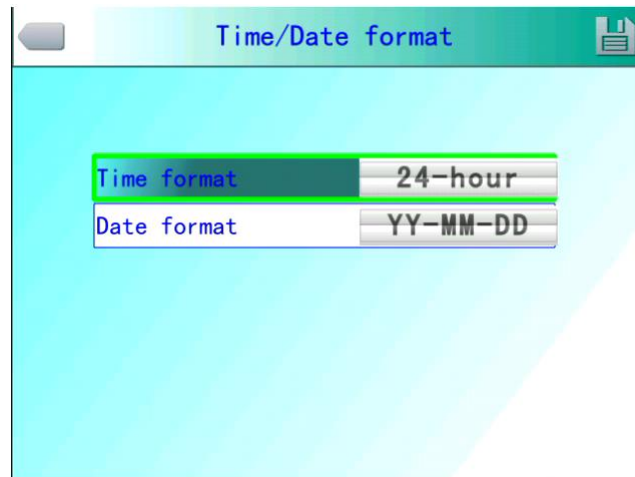 Time/Date format
Time format 24-hour
Date format YY-MM-DD